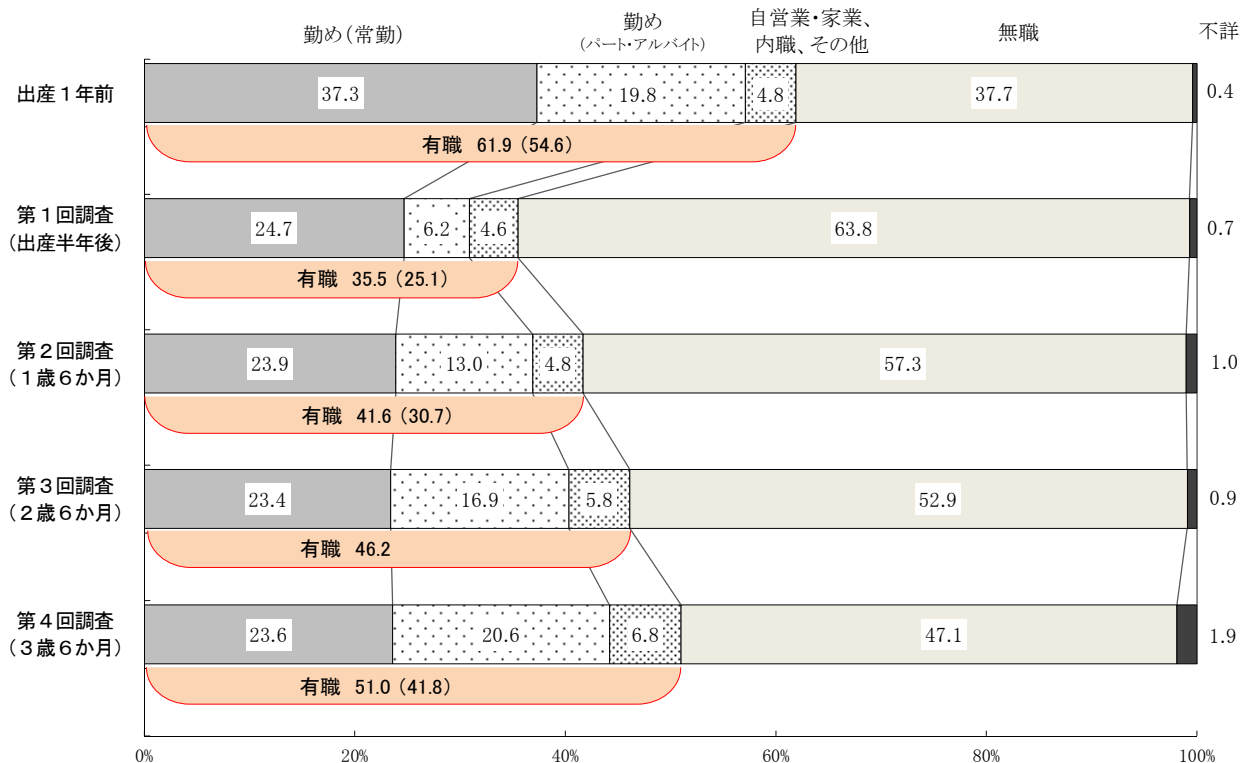 勤め(常勤)
勤め
(パート・アルバイト)
自営業・家業、
内職、その他
無職
不詳
出産1年前
37.3
19.8
4.8
37.7
0.4
有職 61.9 (54.6)
第1回調査
(出産半年後)
24.7
6.2
4.6
63.8
0.7
有職 35.5 (25.1)
第2回調査
(1歳6か月)
23.9
13.0
4.8
57.3
1.0
有職 41.6 (30.7)
第3回調査
(2歳6か月)
23.4
16.9
5.8
52.9
0.9
有職 46.2
第4回調査
(3歳6か月)
23.6
20.6
6.8
47.1
1.9
有職 51.0 (41.8)
0%
20%
40%
60%
80%
100%